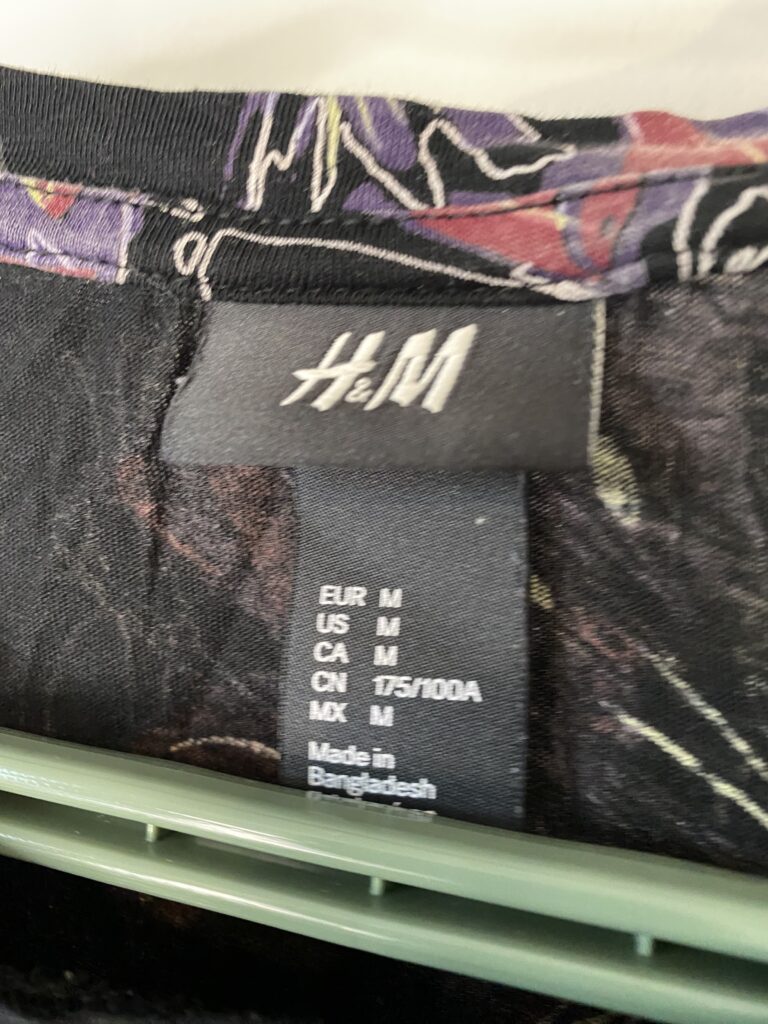 H&M
EUR M
US M
CA M
CN 175/100A
MX M
Made in
Bangladesh